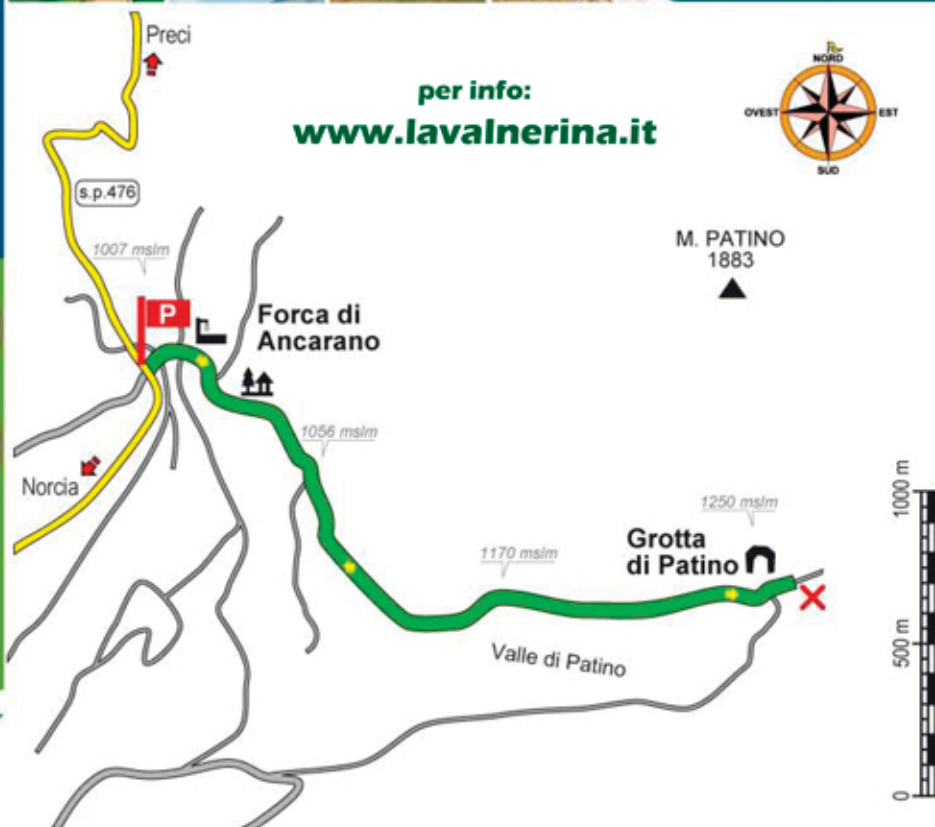 Preci
per info:
www.lavalnerina.it
NORD
OVEST
EST
SUD
s.p.476
1007 mslm
M. PATINO
1883
P
Forca di
Ancarano
1056 mslm
Norcia
1250 mslm
Grotta
di Patino
1170 mslm
Valle di Patino
1000 m
500 m
0